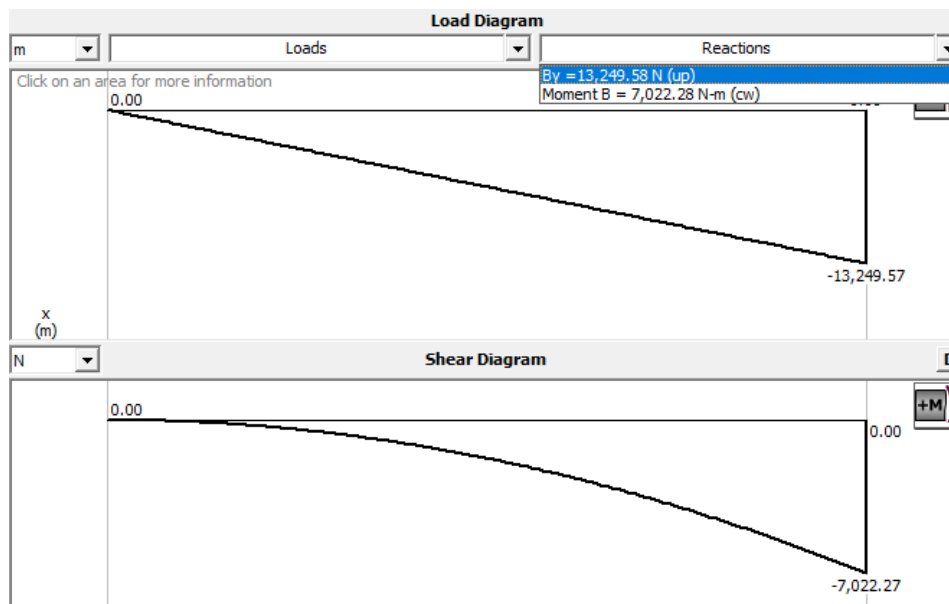 Load Diagram
m Loads Reactions
Click on an area for more information
By =13,249.58 N (up)
Moment B = 7,022.28 N-m (cw)
0.00
-13,249.57
x
(m)
N Shear Diagram
0.00
+M
0.00
-7,022.27